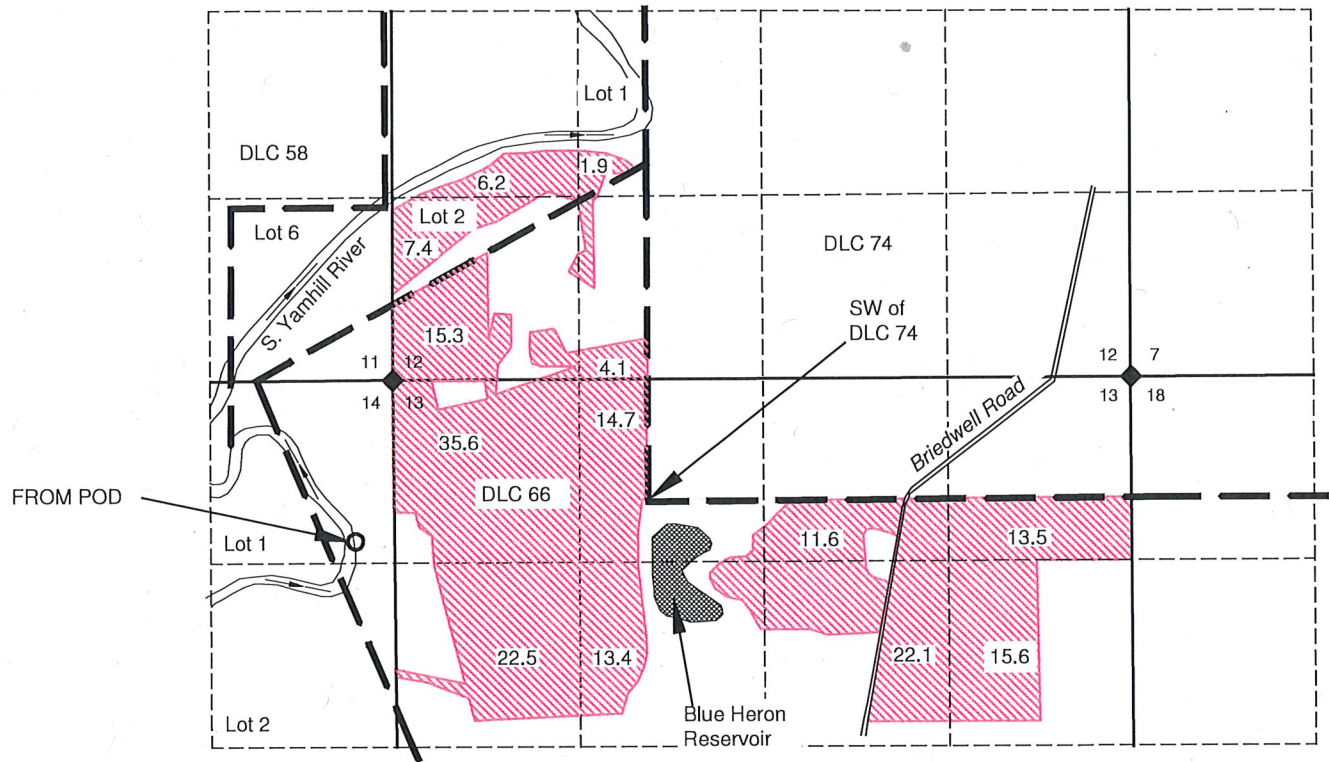 Lot 1
DLC 58
1.9
6.2
Lot 2
Lot 6
7.4
DLC 74
S. Yamhill River
SW of
DLC 74
15.3
11 12
12 7
4.1
14 13
13 18
14.7
35.6
Briedwell Road
FROM POD
DLC 66
Lot 1
11.6
13.5
22.5
13.4
22.1
15.6
Lot 2
Blue Heron
Reservoir